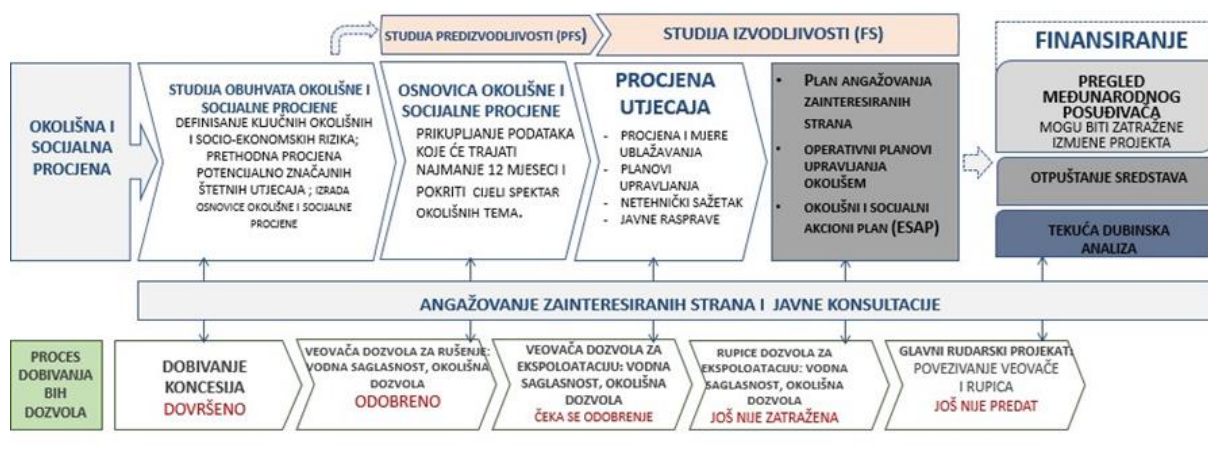 STUDIJA PREDIZVODLJIVOSTI (PFS)
STUDIJA IZVODLJIVOSTI (FS)
OKOLIŠNA I
SOCIJALNA
PROCJENA
STUDIJA OBUHVATA OKOLIŠNE I
SOCIJALNE PROCJENE
DEFINISANJE KLJUČNIH OKOLIŠNIH
I SOCIO-EKONOMSKIH RIZIKA;
PRETHODNA PROCJENA
POTENCIJALNO ZNAČAJNIH
ŠTETNIH UTJECAJA ; IZRADA
OSNOVICE OKOLIŠNE I SOCIJALNE
PROCJENE
OSNOVICA OKOLIŠNE I
SOCIJALNE PROCJENE
PRIKUPLJANJE PODATAKA
KOJE ĆE TRAJATI
NAJMANJE 12 MJESECI I
POKRITI CIJELI SPEKTAR
OKOLIŠNIH TEMA.
PROCJENA
UTJECAJA
- PROCJENA I MJERE
UBLAŽAVANJA
- PLANOVI
UPRAVLJANJA
- NETEHNIČKI SAŽETAK
- JAVNE RASPRAVE
• PLAN ANGAŽOVANJA
ZAINTERESIRANIH
STRANA
• OPERATIVNI PLANOVI
UPRAVLJANJA
OKOLIŠEM
• OKOLIŠNI I SOCIJALNI
AKCIONI PLAN (ESAP)
FINANSIRANJE
PREGLED
MEĐUNARODNOG
POSUĐIVAČA
MOGU BITI ZATRAŽENE
IZMJENE PROJEKTA
OTPUŠTANJE SREDSTAVA
TEKUĆA DUBINSKA
ANALIZA
ANGAŽOVANJE ZAINTERESIRANIH STRANA I JAVNE KONSULTACIJE
PROCES
DOBIVANJA
BIH
DOZVOLA
DOBIVANJE
KONCESIJA
DOVRŠENO
VEOVAČA DOZVOLA ZA RUŠENJE:
VODNA SAGLASNOST, OKOLIŠNA
DOZVOLA
ODOBRENO
VEOVAČA DOZVOLA ZA
EKSPOLOATACIJU: VODNA
SAGLASNOST, OKOLIŠNA
DOZVOLA
ČEKA SE ODOBRENJE
RUPICE DOZVOLA ZA
EKSPOLOATACIJU: VODNA
SAGLASNOST, OKOLIŠNA
DOZVOLA
JOŠ NIJE ZATRAŽENA
GLAVNI RUDARSKI PROJEKAT:
POVEZIVANJE VEOVAČE
I RUPICA
JOŠ NIJE PREDAT